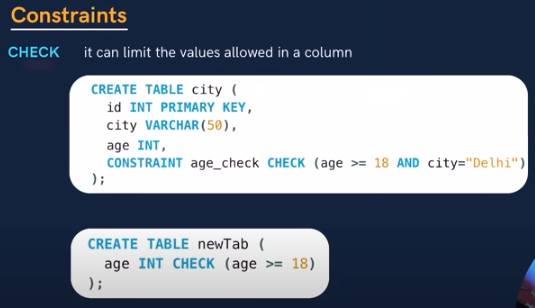 Constraints
CHECK it can limit the values allowed in a column
CREATE TABLE city (
id INT PRIMARY KEY,
city VARCHAR(50),
age INT,
CONSTRAINT age_check CHECK (age >= 18 AND city="Delhi")
);
CREATE TABLE newTab (
age INT CHECK (age >= 18)
);